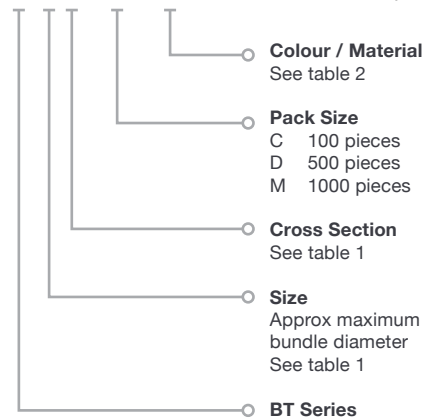 Colour / Material
See table 2
Pack Size
C 100 pieces
D 500 pieces
M 1000 pieces
Cross Section
See table 1
Size
Approx maximum
bundle diameter
See table 1
BT Series